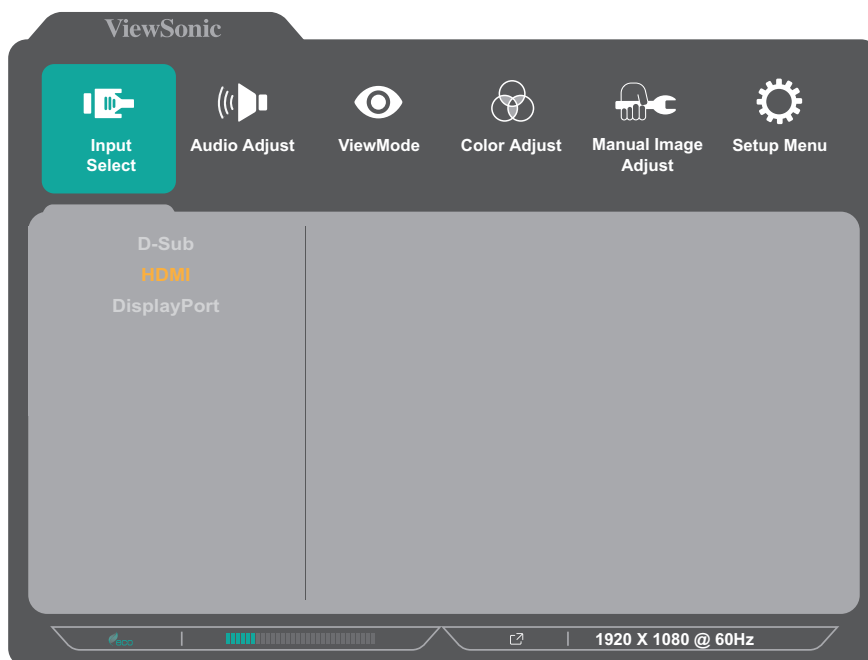 ViewSonic
Input
Select
Audio Adjust
ViewMode
Color Adjust
Manual Image
Adjust
Setup Menu
D-Sub
HDMI
DisplayPort
eco
1920 X 1080 @ 60Hz